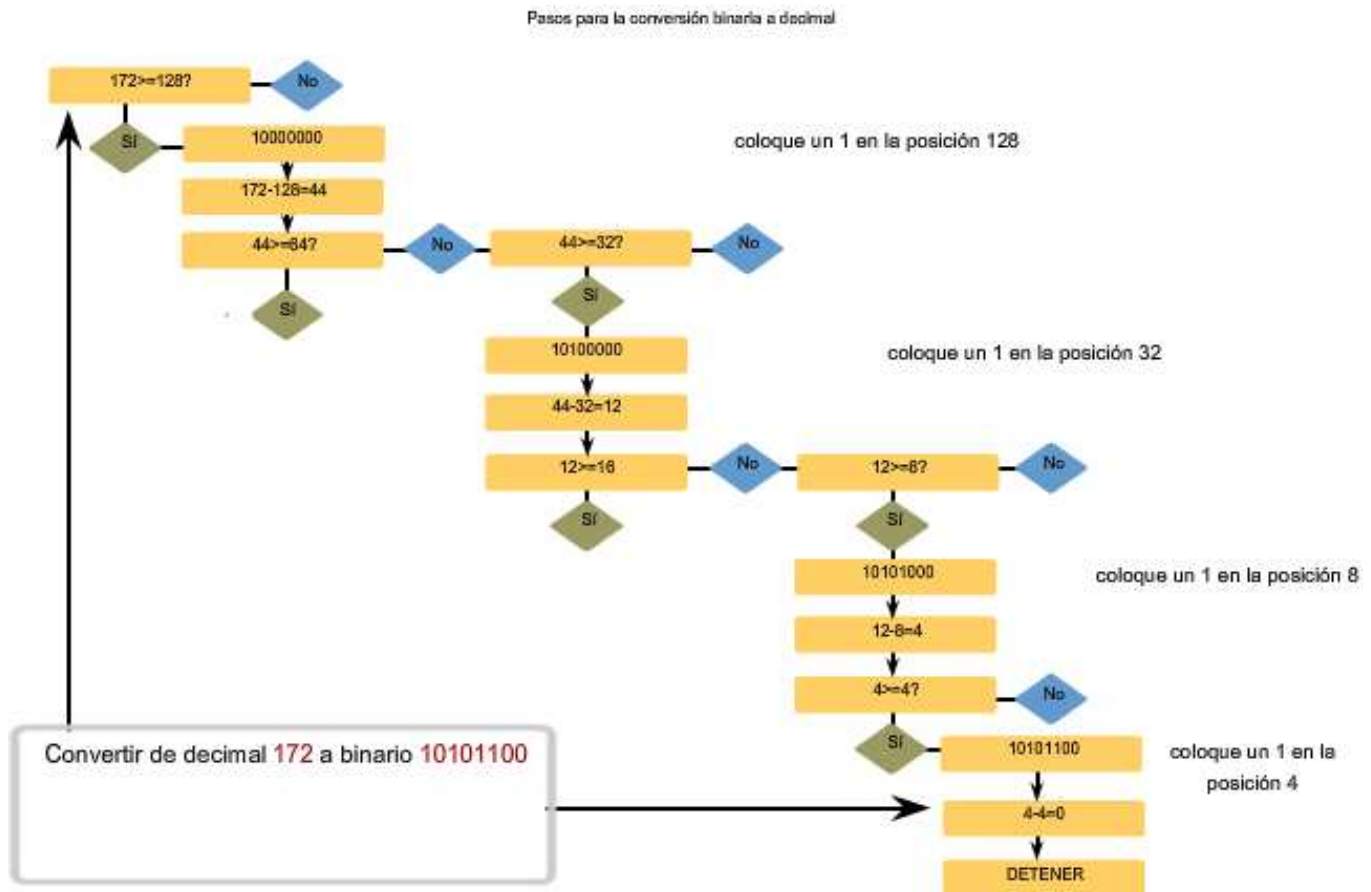 Pasos para la conversión binaria a decimal
172>=128?
No
Sí
10000000
coloque un 1 en la posición 128
172-128=44
44>=64?
No
44>=32?
No
Sí
Sí
10100000
coloque un 1 en la posición 32
44-32=12
12>=16
No
12>=8?
No
Sí
Sí
10101000
coloque un 1 en la posición 8
12-8=4
4>=4?
No
Sí
10101100
coloque un 1 en la
posición 4
4-4=0
DETENER
Convertir de decimal 172 a binario 10101100